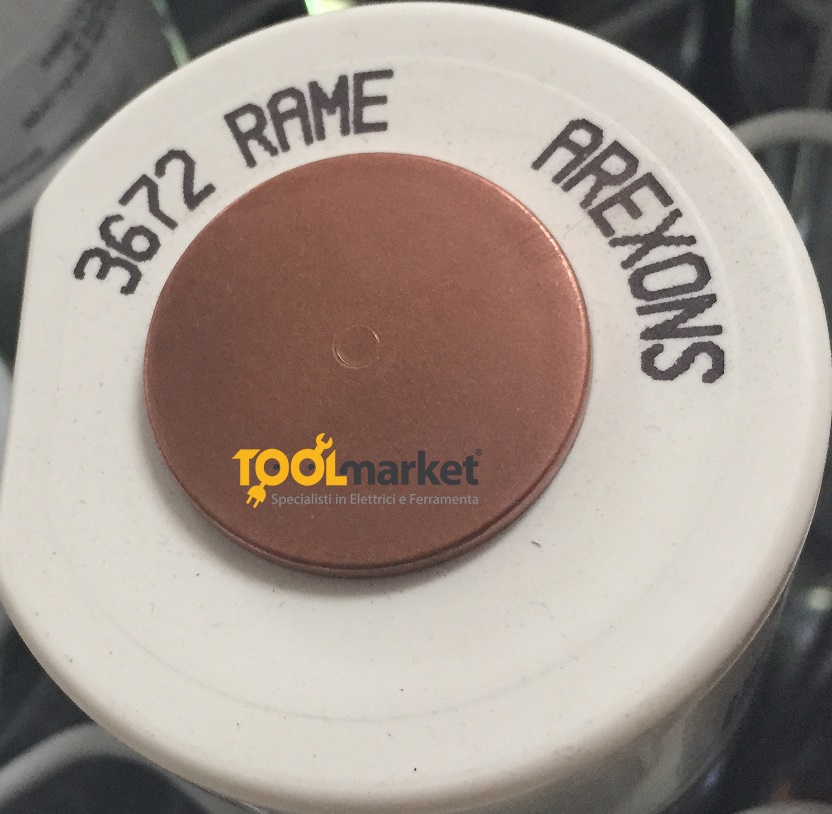 3672 RAME
AREXONS
TOOLmarket®
Specialisti in Elettrici e Ferramenta